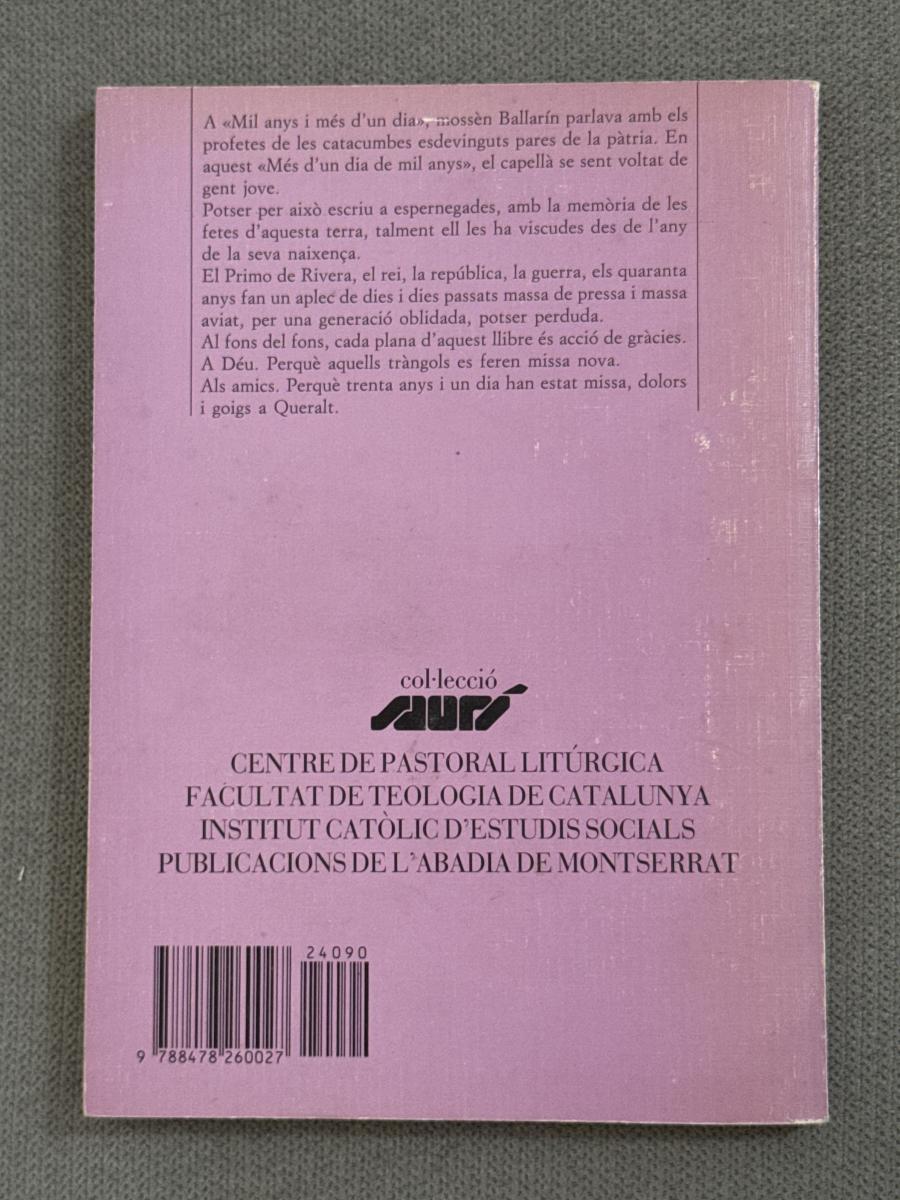 A «Mil anys i més d'un dia», mossèn Ballarín parlava amb els
profetes de les catacumbes esdevinguts pares de la pàtria. En
aquest «Més d'un dia de mil anys», el capellà se sent voltat de
gent jove.
Potser per això escriu a espernegades, amb la memòria de les
fetes d'aquesta terra, talment ell les ha viscudes des de l'any
de la seva naixença.
El Primo de Rivera, el rei, la república, la guerra, els quaranta
anys fan un aplec de dies i dies passats massa de pressa i massa
aviat, per una generació oblidada, potser perduda.
Al fons del fons, cada plana d'aquest llibre és acció de gràcies.
A Déu. Perquè aquells tràngols es feren missa nova.
Als amics. Perquè trenta anys i un dia han estat missa, dolors
i goigs a Queralt.
col·lecció
saurí
CENTRE DE PASTORAL LITÚRGICA
FACULTAT DE TEOLOGIA DE CATALUNYA
INSTITUT CATÒLIC D'ESTUDIS SOCIALS
PUBLICACIONS DE L'ABADIA DE MONTSERRAT
24090
9 788478 260027